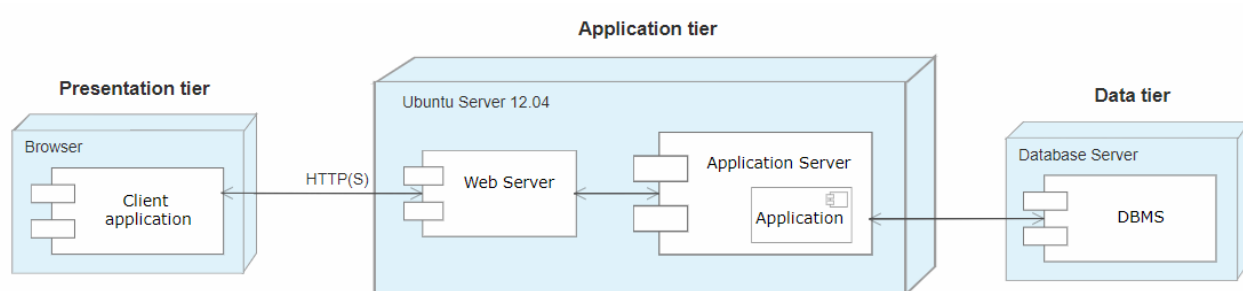 Application tier
Presentation tier
Data tier
Ubuntu Server 12.04
Browser
Database Server
Client
application
HTTP(S)
Web Server
Application Server
Application
DBMS